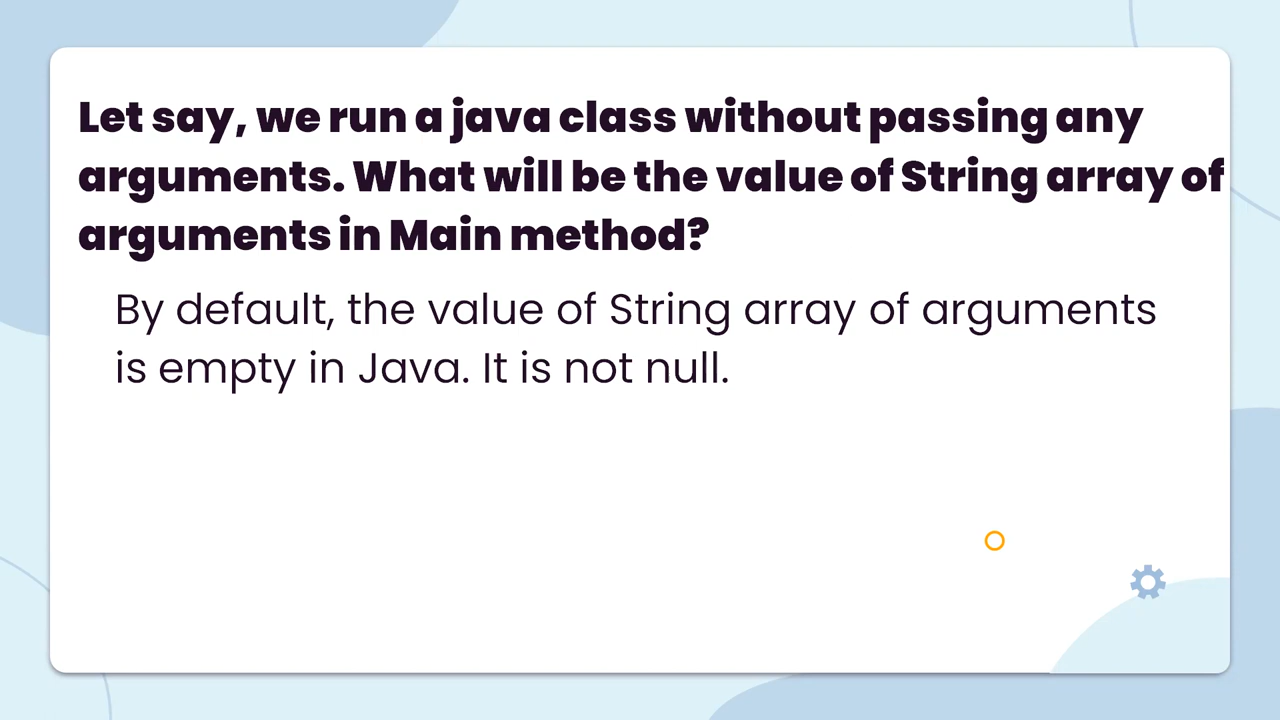 Let say, we run a java class without passing any
arguments. What will be the value of String array of
arguments in Main method?
By default, the value of String array of arguments
is empty in Java. It is not null.